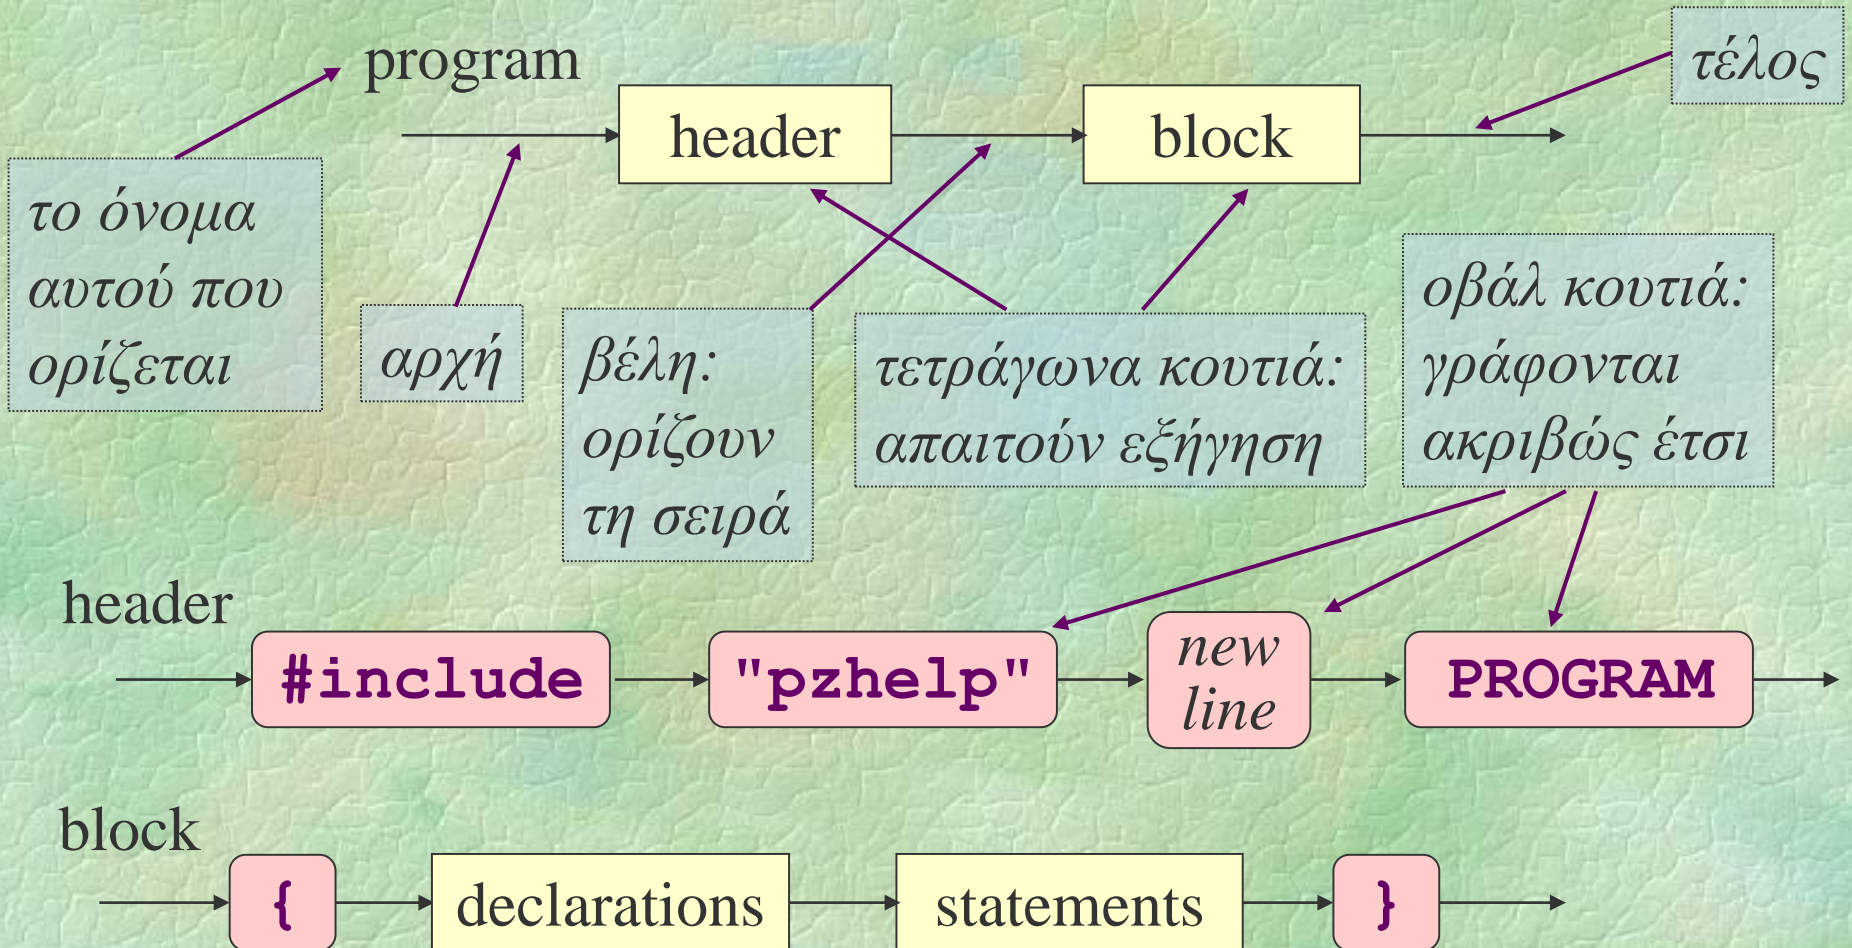 program
τέλος
header
block
το όνομα
αυτού που
ορίζεται
αρχή
βέλη:
ορίζουν
τη σειρά
τετράγωνα κουτιά:
απαιτούν εξήγηση
οβάλ κουτιά:
γράφονται
ακριβώς έτσι
header
#include
"pzhelp"
new
line
PROGRAM
block
{
declarations
statements
}